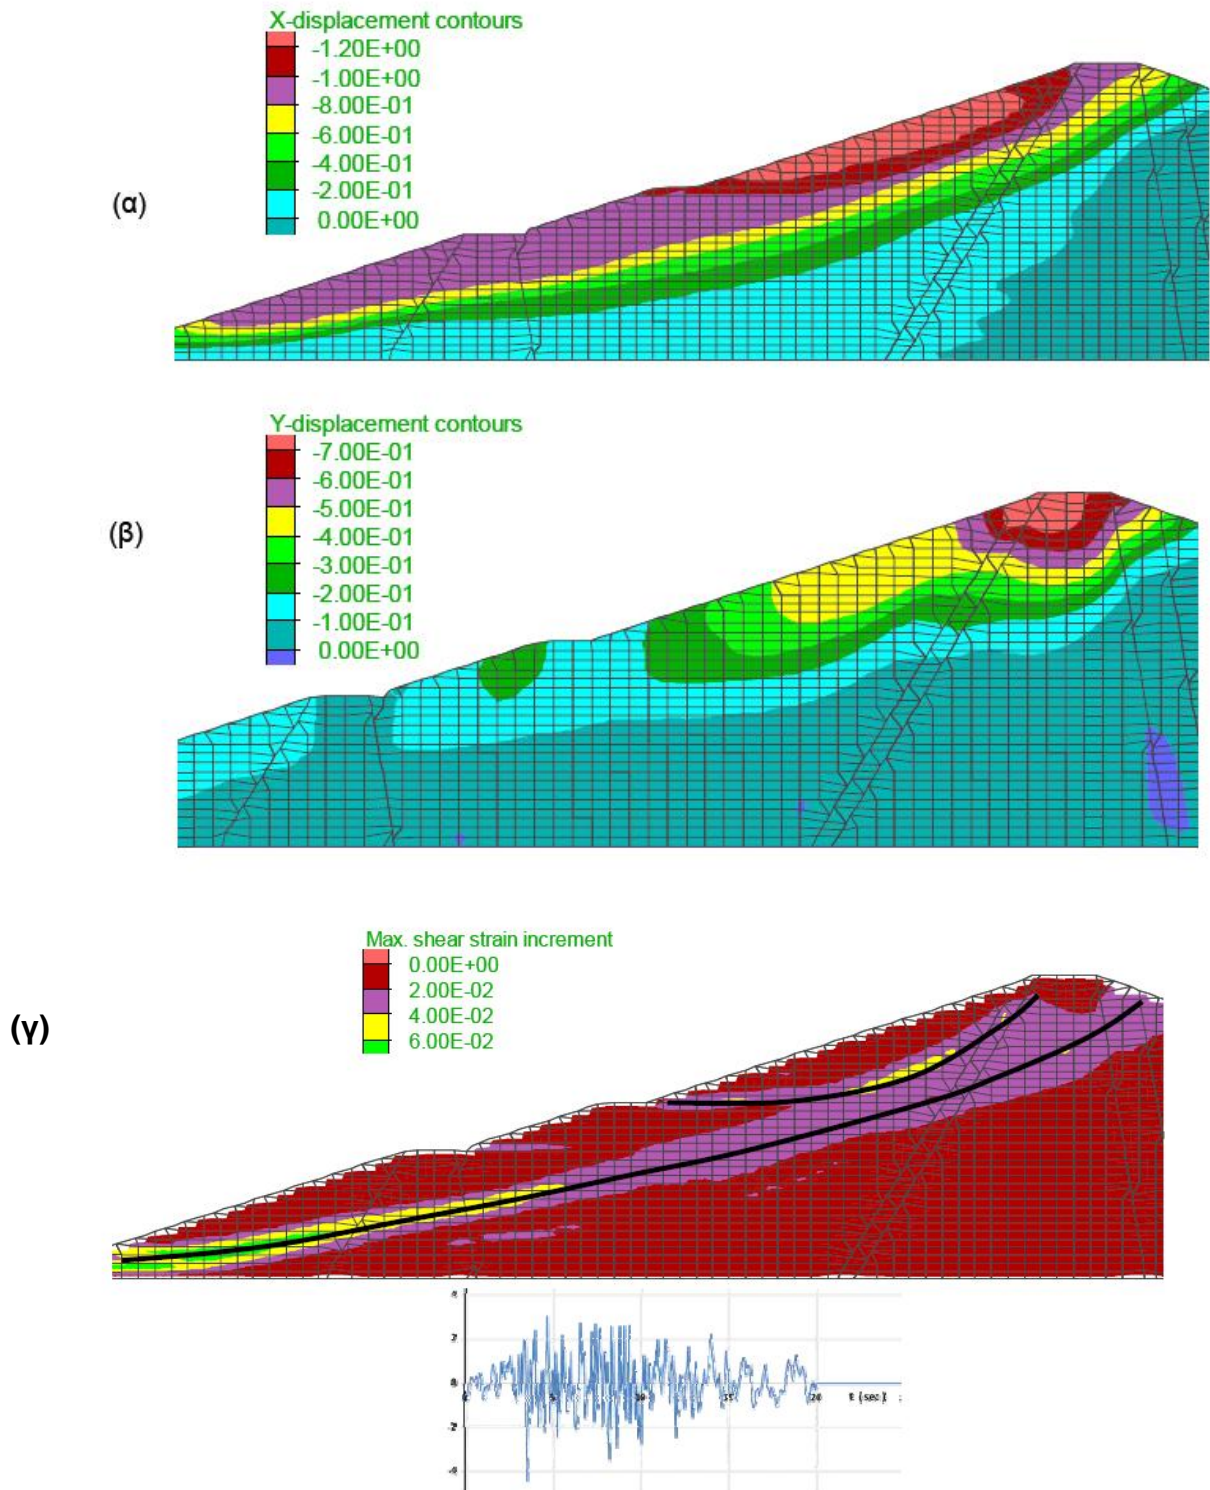 X-displacement contours
-1.20E+00
-1.00E+00
-8.00E-01
-6.00E-01
-4.00E-01
-2.00E-01
0.00E+00
(α)
Y-displacement contours
-7.00E-01
-6.00E-01
-5.00E-01
-4.00E-01
-3.00E-01
-2.00E-01
-1.00E-01
0.00E+00
(β)
Max. shear strain increment
0.00E+00
2.00E-02
4.00E-02
6.00E-02
(γ)
2
0
5
10
15
20
t (sec)
-2